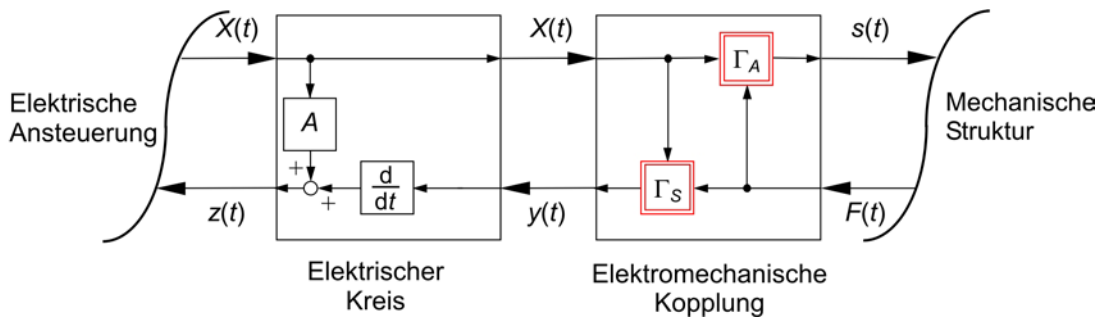 X(t)
X(t)
s(t)
Elektrische
Ansteuerung
A
Γ_A
Mechanische
Struktur
+
+
d
dt
Γ_S
z(t)
y(t)
F(t)
Elektrischer
Kreis
Elektromechanische
Kopplung